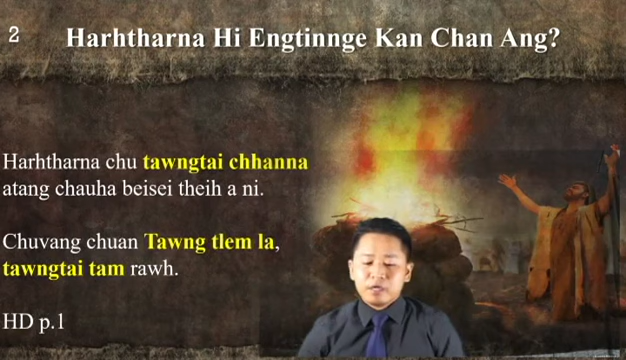 2
Harhtharna Hi Engtinnge Kan Chan Ang?
Harhtharna chu tawngtai chhanna
atang chauha beisei theih a ni.
Chuvang chuan Tawng tlem la,
tawngtai tam rawh.
HD p.1